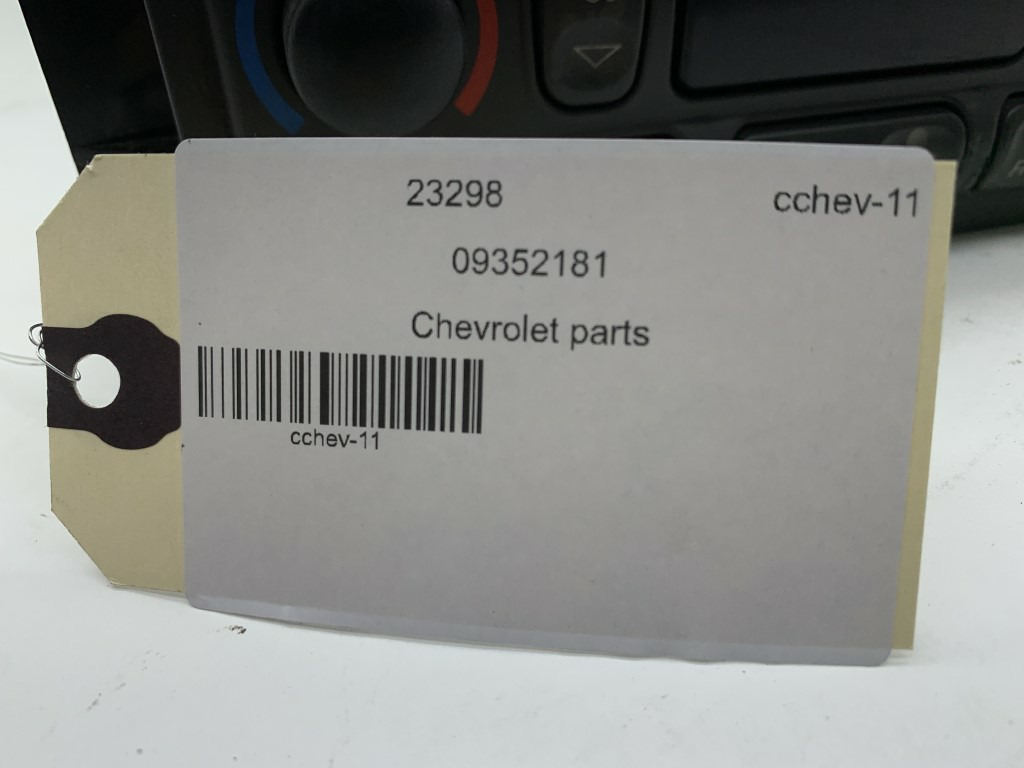 23298 cchev-11
09352181
Chevrolet parts
cchev-11